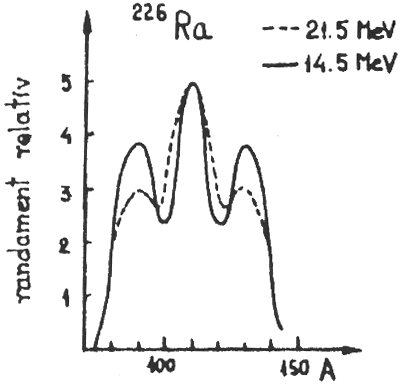 ²²⁶Ra
21.5 MeV
14.5 MeV
randament relativ
5
4
3
2
1
100
150
A